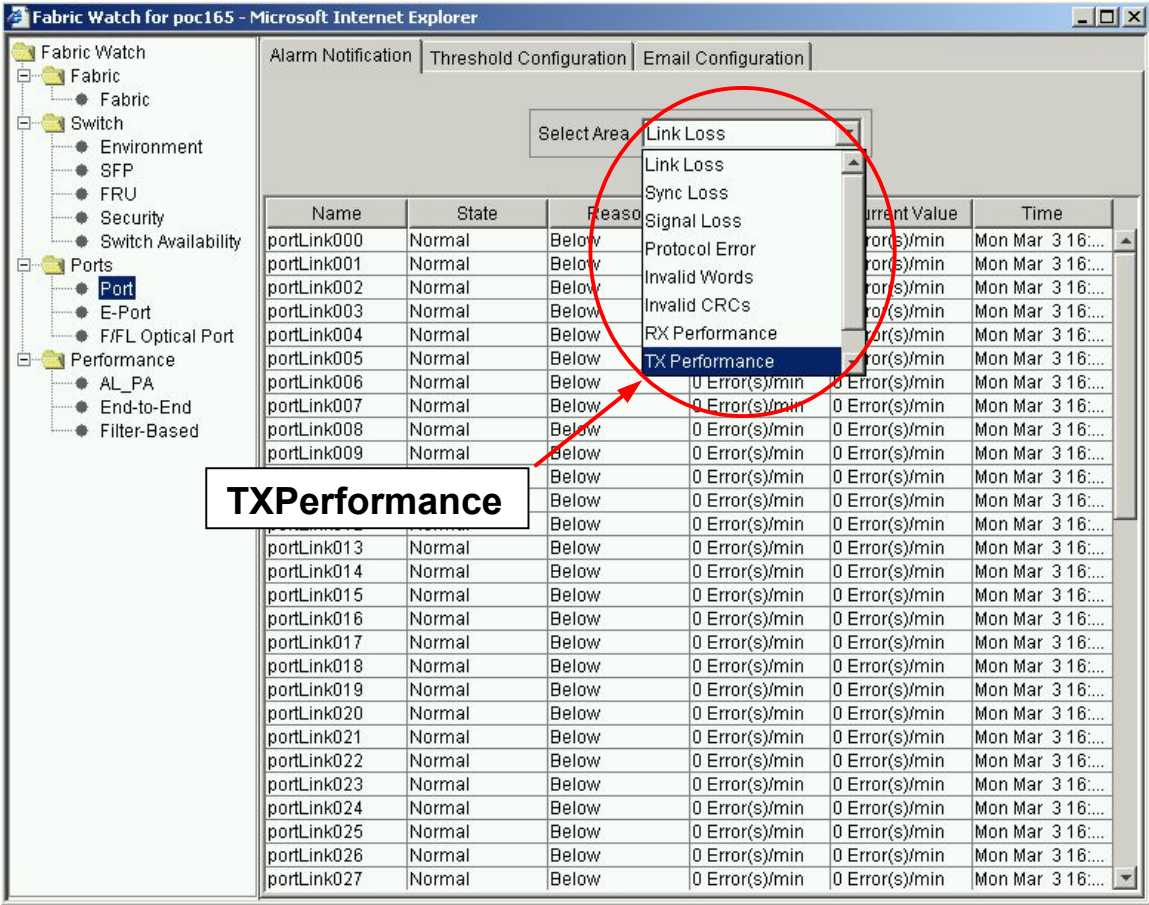 Fabric Watch for poc165 - Microsoft Internet Explorer
Fabric Watch
Fabric
Fabric
Switch
Environment
SFP
FRU
Security
Switch Availability
Ports
Port
E-Port
F/FL Optical Port
Performance
AL_PA
End-to-End
Filter-Based
Alarm Notification Threshold Configuration Email Configuration
Select Area Link Loss
Link Loss
Sync Loss
Signal Loss
Protocol Error
Invalid Words
Invalid CRCs
RX Performance
TX Performance
TXPerformance
Name State Reaso urrent Value Time
portLink000 Normal Below ror(s)/min Mon Mar 3 16:...
portLink001 Normal Below ror(s)/min Mon Mar 3 16:...
portLink002 Normal Below ror(s)/min Mon Mar 3 16:...
portLink003 Normal Below ror(s)/min Mon Mar 3 16:...
portLink004 Normal Below ror(s)/min Mon Mar 3 16:...
portLink005 Normal Below ror(s)/min Mon Mar 3 16:...
portLink006 Normal Below 0 Error(s)/min 0 Error(s)/min Mon Mar 3 16:...
portLink007 Normal Below 0 Error(s)/min 0 Error(s)/min Mon Mar 3 16:...
portLink008 Normal Below 0 Error(s)/min 0 Error(s)/min Mon Mar 3 16:...
portLink009 Normal Below 0 Error(s)/min 0 Error(s)/min Mon Mar 3 16:...
Below 0 Error(s)/min 0 Error(s)/min Mon Mar 3 16:...
Below 0 Error(s)/min 0 Error(s)/min Mon Mar 3 16:...
Below 0 Error(s)/min 0 Error(s)/min Mon Mar 3 16:...
portLink013 Normal Below 0 Error(s)/min 0 Error(s)/min Mon Mar 3 16:...
portLink014 Normal Below 0 Error(s)/min 0 Error(s)/min Mon Mar 3 16:...
portLink015 Normal Below 0 Error(s)/min 0 Error(s)/min Mon Mar 3 16:...
portLink016 Normal Below 0 Error(s)/min 0 Error(s)/min Mon Mar 3 16:...
portLink017 Normal Below 0 Error(s)/min 0 Error(s)/min Mon Mar 3 16:...
portLink018 Normal Below 0 Error(s)/min 0 Error(s)/min Mon Mar 3 16:...
portLink019 Normal Below 0 Error(s)/min 0 Error(s)/min Mon Mar 3 16:...
portLink020 Normal Below 0 Error(s)/min 0 Error(s)/min Mon Mar 3 16:...
portLink021 Normal Below 0 Error(s)/min 0 Error(s)/min Mon Mar 3 16:...
portLink022 Normal Below 0 Error(s)/min 0 Error(s)/min Mon Mar 3 16:...
portLink023 Normal Below 0 Error(s)/min 0 Error(s)/min Mon Mar 3 16:...
portLink024 Normal Below 0 Error(s)/min 0 Error(s)/min Mon Mar 3 16:...
portLink025 Normal Below 0 Error(s)/min 0 Error(s)/min Mon Mar 3 16:...
portLink026 Normal Below 0 Error(s)/min 0 Error(s)/min Mon Mar 3 16:...
portLink027 Normal Below 0 Error(s)/min 0 Error(s)/min Mon Mar 3 16:...